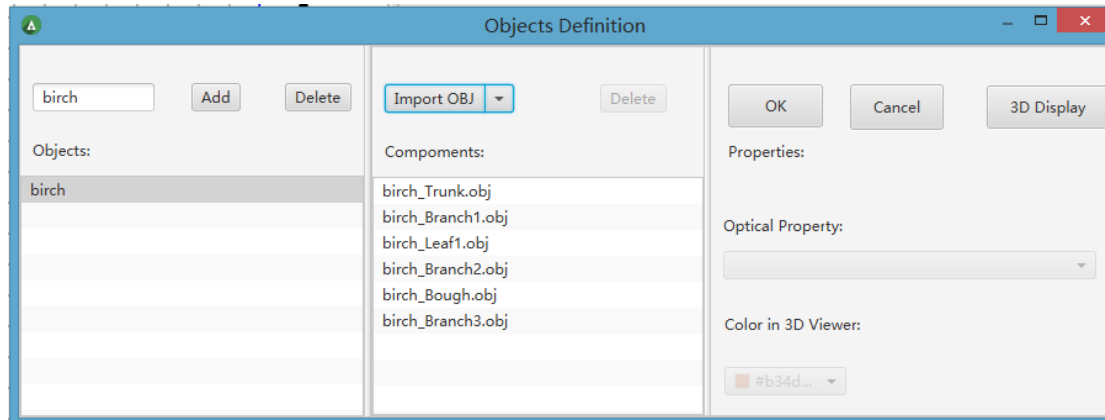 Objects Definition
birch
Add
Delete
Objects:
birch
Import OBJ
Delete
Compoments:
birch_Trunk.obj
birch_Branch1.obj
birch_Leaf1.obj
birch_Branch2.obj
birch_Bough.obj
birch_Branch3.obj
OK
Cancel
3D Display
Properties:
Optical Property:
Color in 3D Viewer:
#b34d...